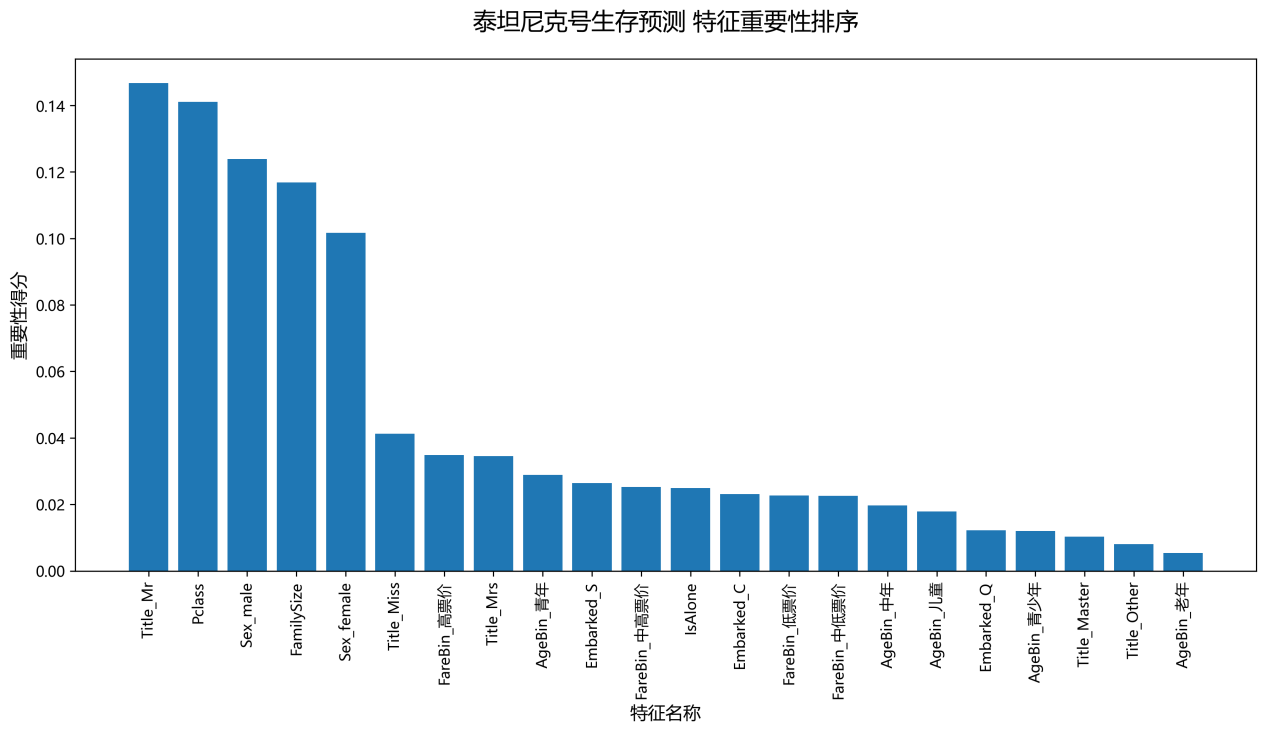 泰坦尼克号生存预测 特征重要性排序
重要性得分
0.14
0.12
0.10
0.08
0.06
0.04
0.02
0.00
Title_Mr
Pclass
Sex_male
FamilySize
Sex_female
Title_Miss
FareBin_高票价
Title_Mrs
AgeBin_青年
Embarked_S
FareBin_中高票价
IsAlone
Embarked_C
FareBin_低票价
FareBin_中低票价
AgeBin_中年
AgeBin_儿童
Embarked_Q
AgeBin_青少年
Title_Master
Title_Other
AgeBin_老年
特征名称